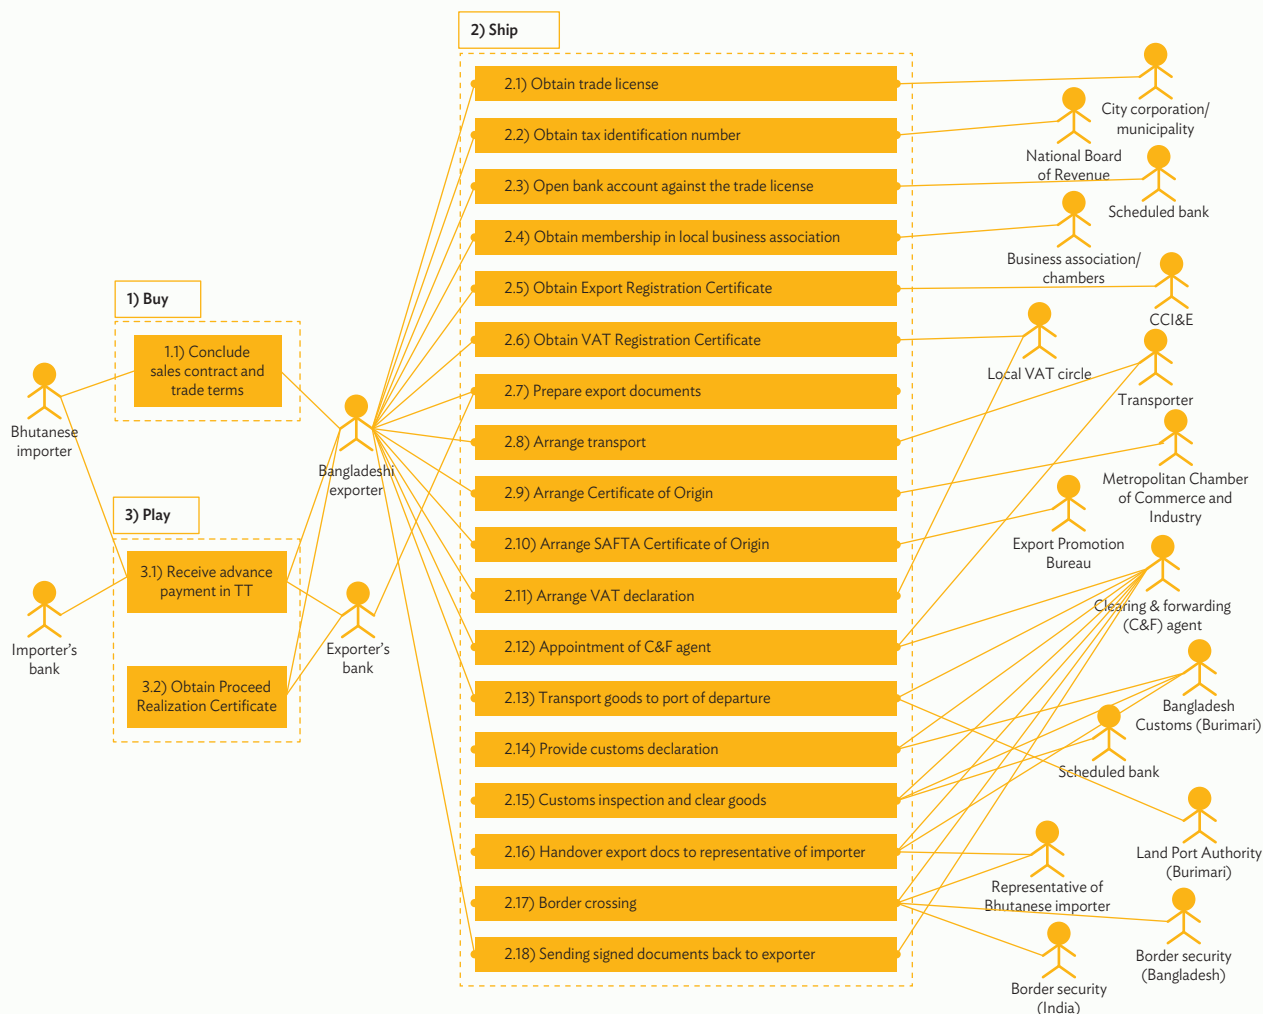 2) Ship
2.1) Obtain trade license
2.2) Obtain tax identification number
2.3) Open bank account against the trade license
2.4) Obtain membership in local business association
2.5) Obtain Export Registration Certificate
2.6) Obtain VAT Registration Certificate
2.7) Prepare export documents
2.8) Arrange transport
2.9) Arrange Certificate of Origin
2.10) Arrange SAFTA Certificate of Origin
2.11) Arrange VAT declaration
2.12) Appointment of C&F agent
2.13) Transport goods to port of departure
2.14) Provide customs declaration
2.15) Customs inspection and clear goods
2.16) Handover export docs to representative of importer
2.17) Border crossing
2.18) Sending signed documents back to exporter
1) Buy
1.1) Conclude
sales contract and
trade terms
Bhutanese
importer
Bangladeshi
exporter
3) Play
3.1) Receive advance
payment in TT
3.2) Obtain Proceed
Realization Certificate
Importer's
bank
Exporter's
bank
City corporation/
municipality
National Board
of Revenue
Scheduled bank
Business association/
chambers
CCI&E
Local VAT circle
Transporter
Metropolitan Chamber
of Commerce and
Industry
Export Promotion
Bureau
Clearing & forwarding
(C&F) agent
Bangladesh
Customs (Burimari)
Scheduled bank
Land Port Authority
(Burimari)
Representative of
Bhutanese importer
Border security
(Bangladesh)
Border security
(India)